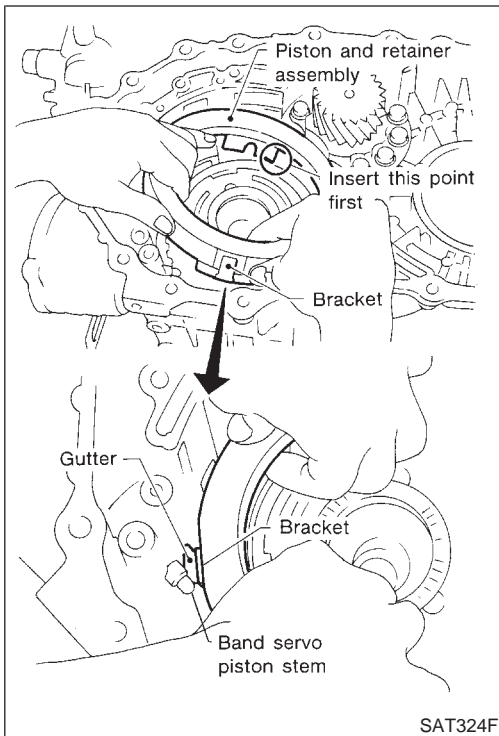 Piston and retainer
assembly
Insert this point
first
Bracket
Gutter
Bracket
Band servo
piston stem
SAT324F